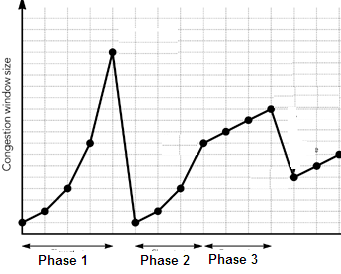 Congestion window size
Phase 1
Phase 2
Phase 3